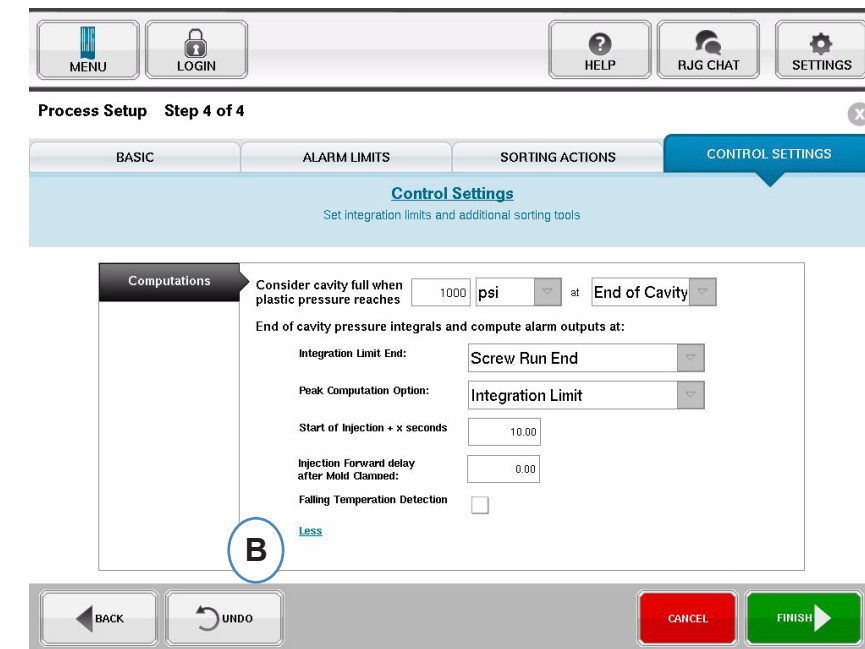 MENU
LOGIN
HELP
RJG CHAT
SETTINGS
Process Setup Step 4 of 4
X
BASIC
ALARM LIMITS
SORTING ACTIONS
CONTROL SETTINGS
Control Settings
Set integration limits and additional sorting tools
Computations
Consider cavity full when
plastic pressure reaches
1000 psi at End of Cavity
End of cavity pressure integrals and compute alarm outputs at:
Integration Limit End: Screw Run End
Peak Computation Option: Integration Limit
Start of Injection + x seconds 10.00
Injection Forward delay
after Mold Clamped: 0.00
Falling Temperature Detection
Less
B
BACK
UNDO
CANCEL
FINISH